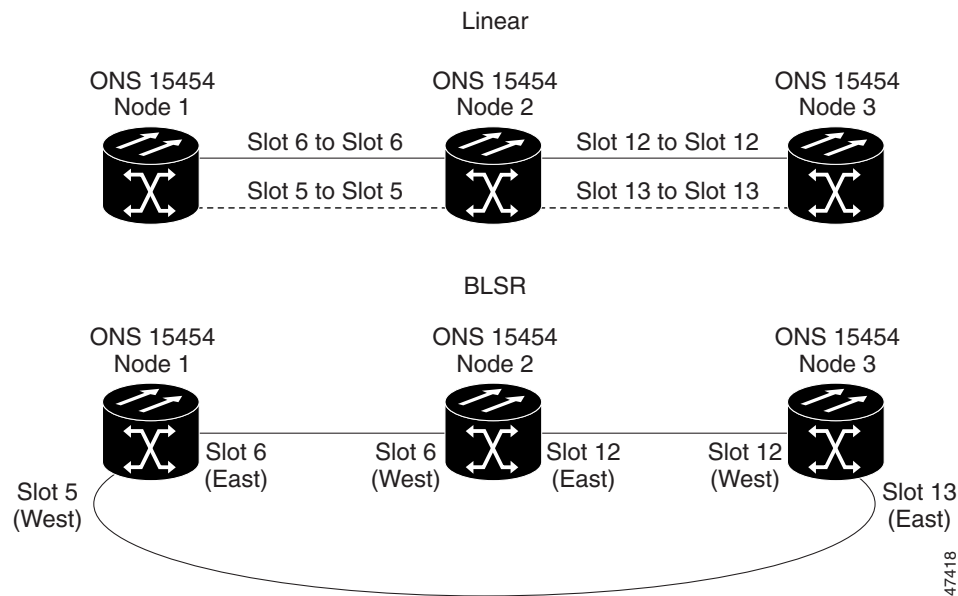 Linear
ONS 15454
Node 1
ONS 15454
Node 2
ONS 15454
Node 3
Slot 6 to Slot 6
Slot 12 to Slot 12
Slot 5 to Slot 5
Slot 13 to Slot 13
BLSR
ONS 15454
Node 1
ONS 15454
Node 2
ONS 15454
Node 3
Slot 6
(East)
Slot 6
(West)
Slot 12
(East)
Slot 12
(West)
Slot 5
(West)
Slot 13
(East)
47418